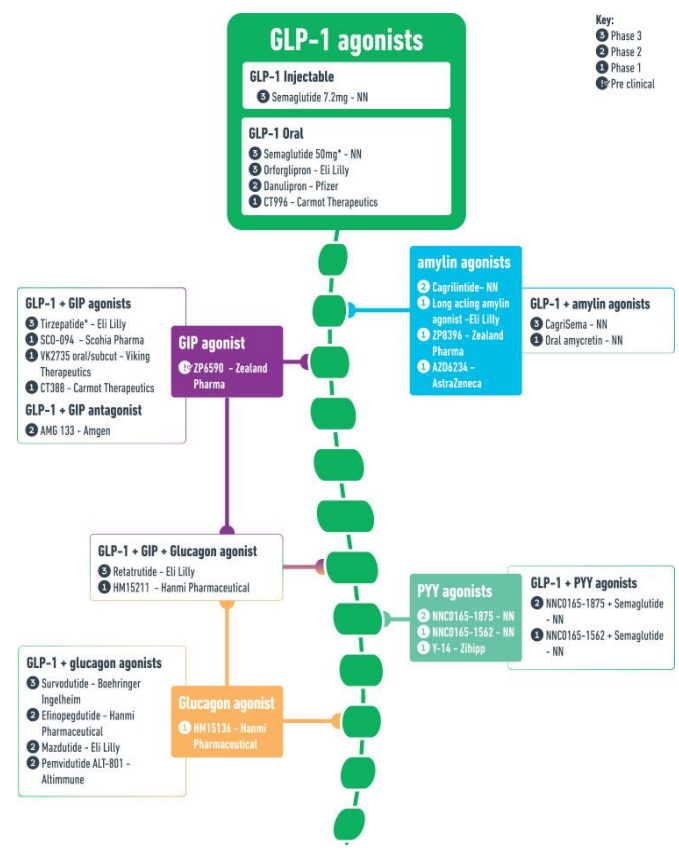 GLP-1 agonists
GLP-1 Injectable
3 Semaglutide 7.2mg - NN
GLP-1 Oral
3 Semaglutide 50mg* - NN
3 Orforglipron - Eli Lilly
2 Danulipron - Pfizer
1 CT996 - Carmot Therapeutics
Key:
3 Phase 3
2 Phase 2
1 Phase 1
Pre clinical
amylin agonists
2 Cagrilintide- NN
1 Long acting amylin
agonist -Eli Lilly
1 ZP8396 - Zealand
Pharma
1 AZD6234 -
AstraZeneca
GLP-1 + amylin agonists
3 CagriSema - NN
1 Oral amycretin - NN
GLP-1 + GIP agonists
3 Tirzepatide* - Eli Lilly
1 SCO-094 - Scohia Pharma
1 VK2735 oral/subcut - Viking
Therapeutics
1 CT388 - Carmot Therapeutics
GLP-1 + GIP antagonist
2 AMG 133 - Amgen
GIP agonist
ZP6590 - Zealand
Pharma
GLP-1 + GIP + Glucagon agonist
3 Retatrutide - Eli Lilly
1 HM15211 - Hanmi Pharmaceutical
PYY agonists
2 NNC0165-1875 - NN
1 NNC0165-1562 - NN
1 Y-14 - Zihipp
GLP-1 + PYY agonists
2 NNC0165-1875 + Semaglutide
- NN
1 NNC0165-1562 + Semaglutide
- NN
GLP-1 + glucagon agonists
3 Survodutide - Boehringer
Ingelheim
2 Efinopegdutide - Hanmi
Pharmaceutical
2 Mazdutide - Eli Lilly
2 Pemvidutide ALT-801 -
Altimmune
Glucagon agonist
1 HM15136 - Hanmi
Pharmaceutical